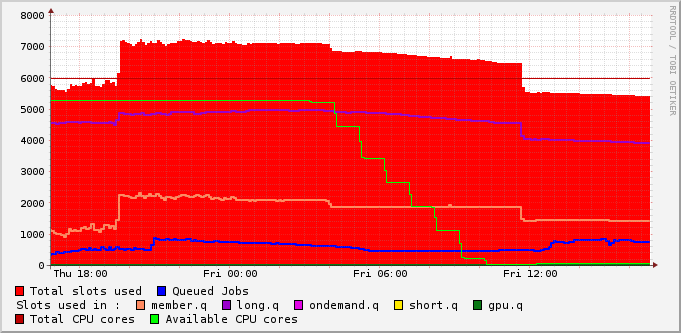 8000
7000
6000
5000
4000
3000
2000
1000
0
Thu 18:00 Fri 00:00 Fri 06:00 Fri 12:00
RRDTOOL / TOBI OETIKER
Total slots used Queued Jobs
Slots used in : member.q long.q ondemand.q short.q gpu.q
Total CPU cores Available CPU cores